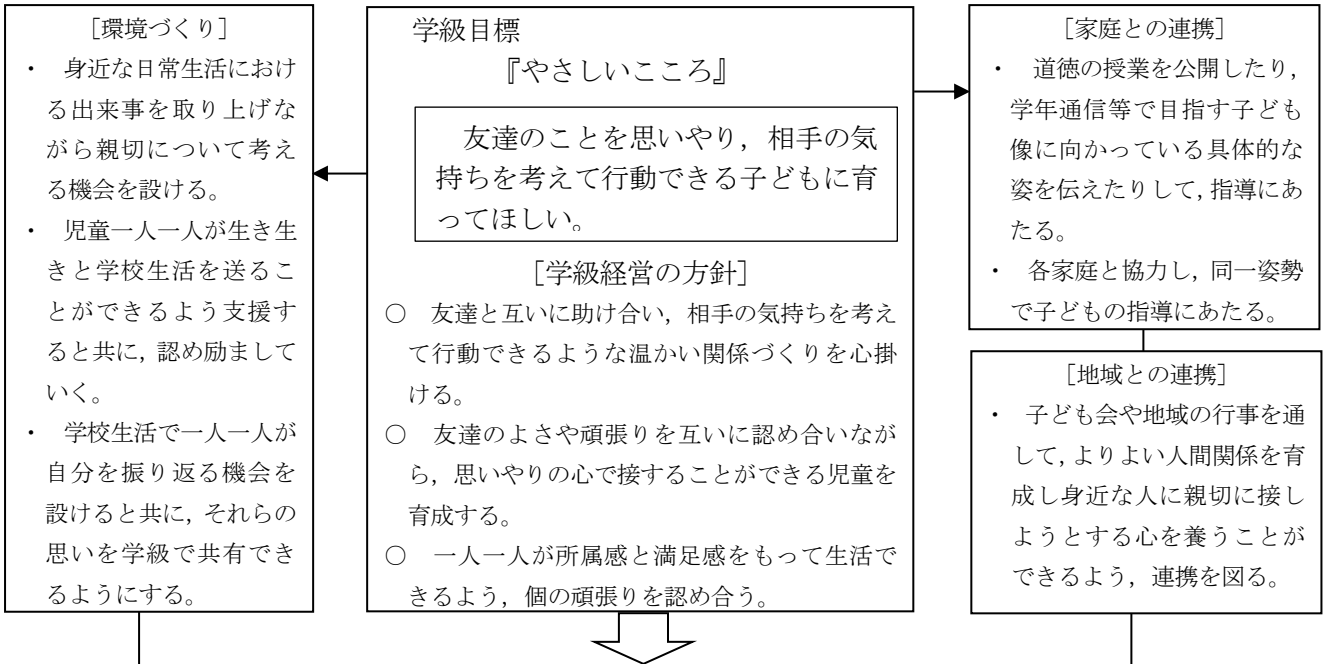 [環境づくり]
・ 身近な日常生活におけ
る出来事を取り上げな
がら親切について考え
る機会を設ける。
・ 児童一人一人が生き生
きと学校生活を送るこ
とができるよう支援す
ると共に,認め励まして
いく。
・ 学校生活で一人一人が
自分を振り返る機会を
設けると共に,それらの
思いを学級で共有でき
るようにする。
学級目標
『やさしいこころ』
友達のことを思いやり，相手の気
持ちを考えて行動できる子どもに育
ってほしい。
[学級経営の方針]
○ 友達と互いに助け合い，相手の気持ちを考え
て行動できるような温かい関係づくりを心掛
ける。
○ 友達のよさや頑張りを互いに認め合いなが
ら，思いやりの心で接することができる児童を
育成する。
○ 一人一人が所属感と満足感をもって生活で
きるよう，個の頑張りを認め合う。
[家庭との連携]
・ 道徳の授業を公開したり,
学年通信等で目指す子ども
像に向かっている具体的な
姿を伝えたりして,指導にあ
たる。
・ 各家庭と協力し,同一姿勢
で子どもの指導にあたる。
[地域との連携]
・ 子ども会や地域の行事を通
して,よりよい人間関係を育
成し身近な人に親切に接し
ようとする心を養うことが
できるよう，連携を図る。